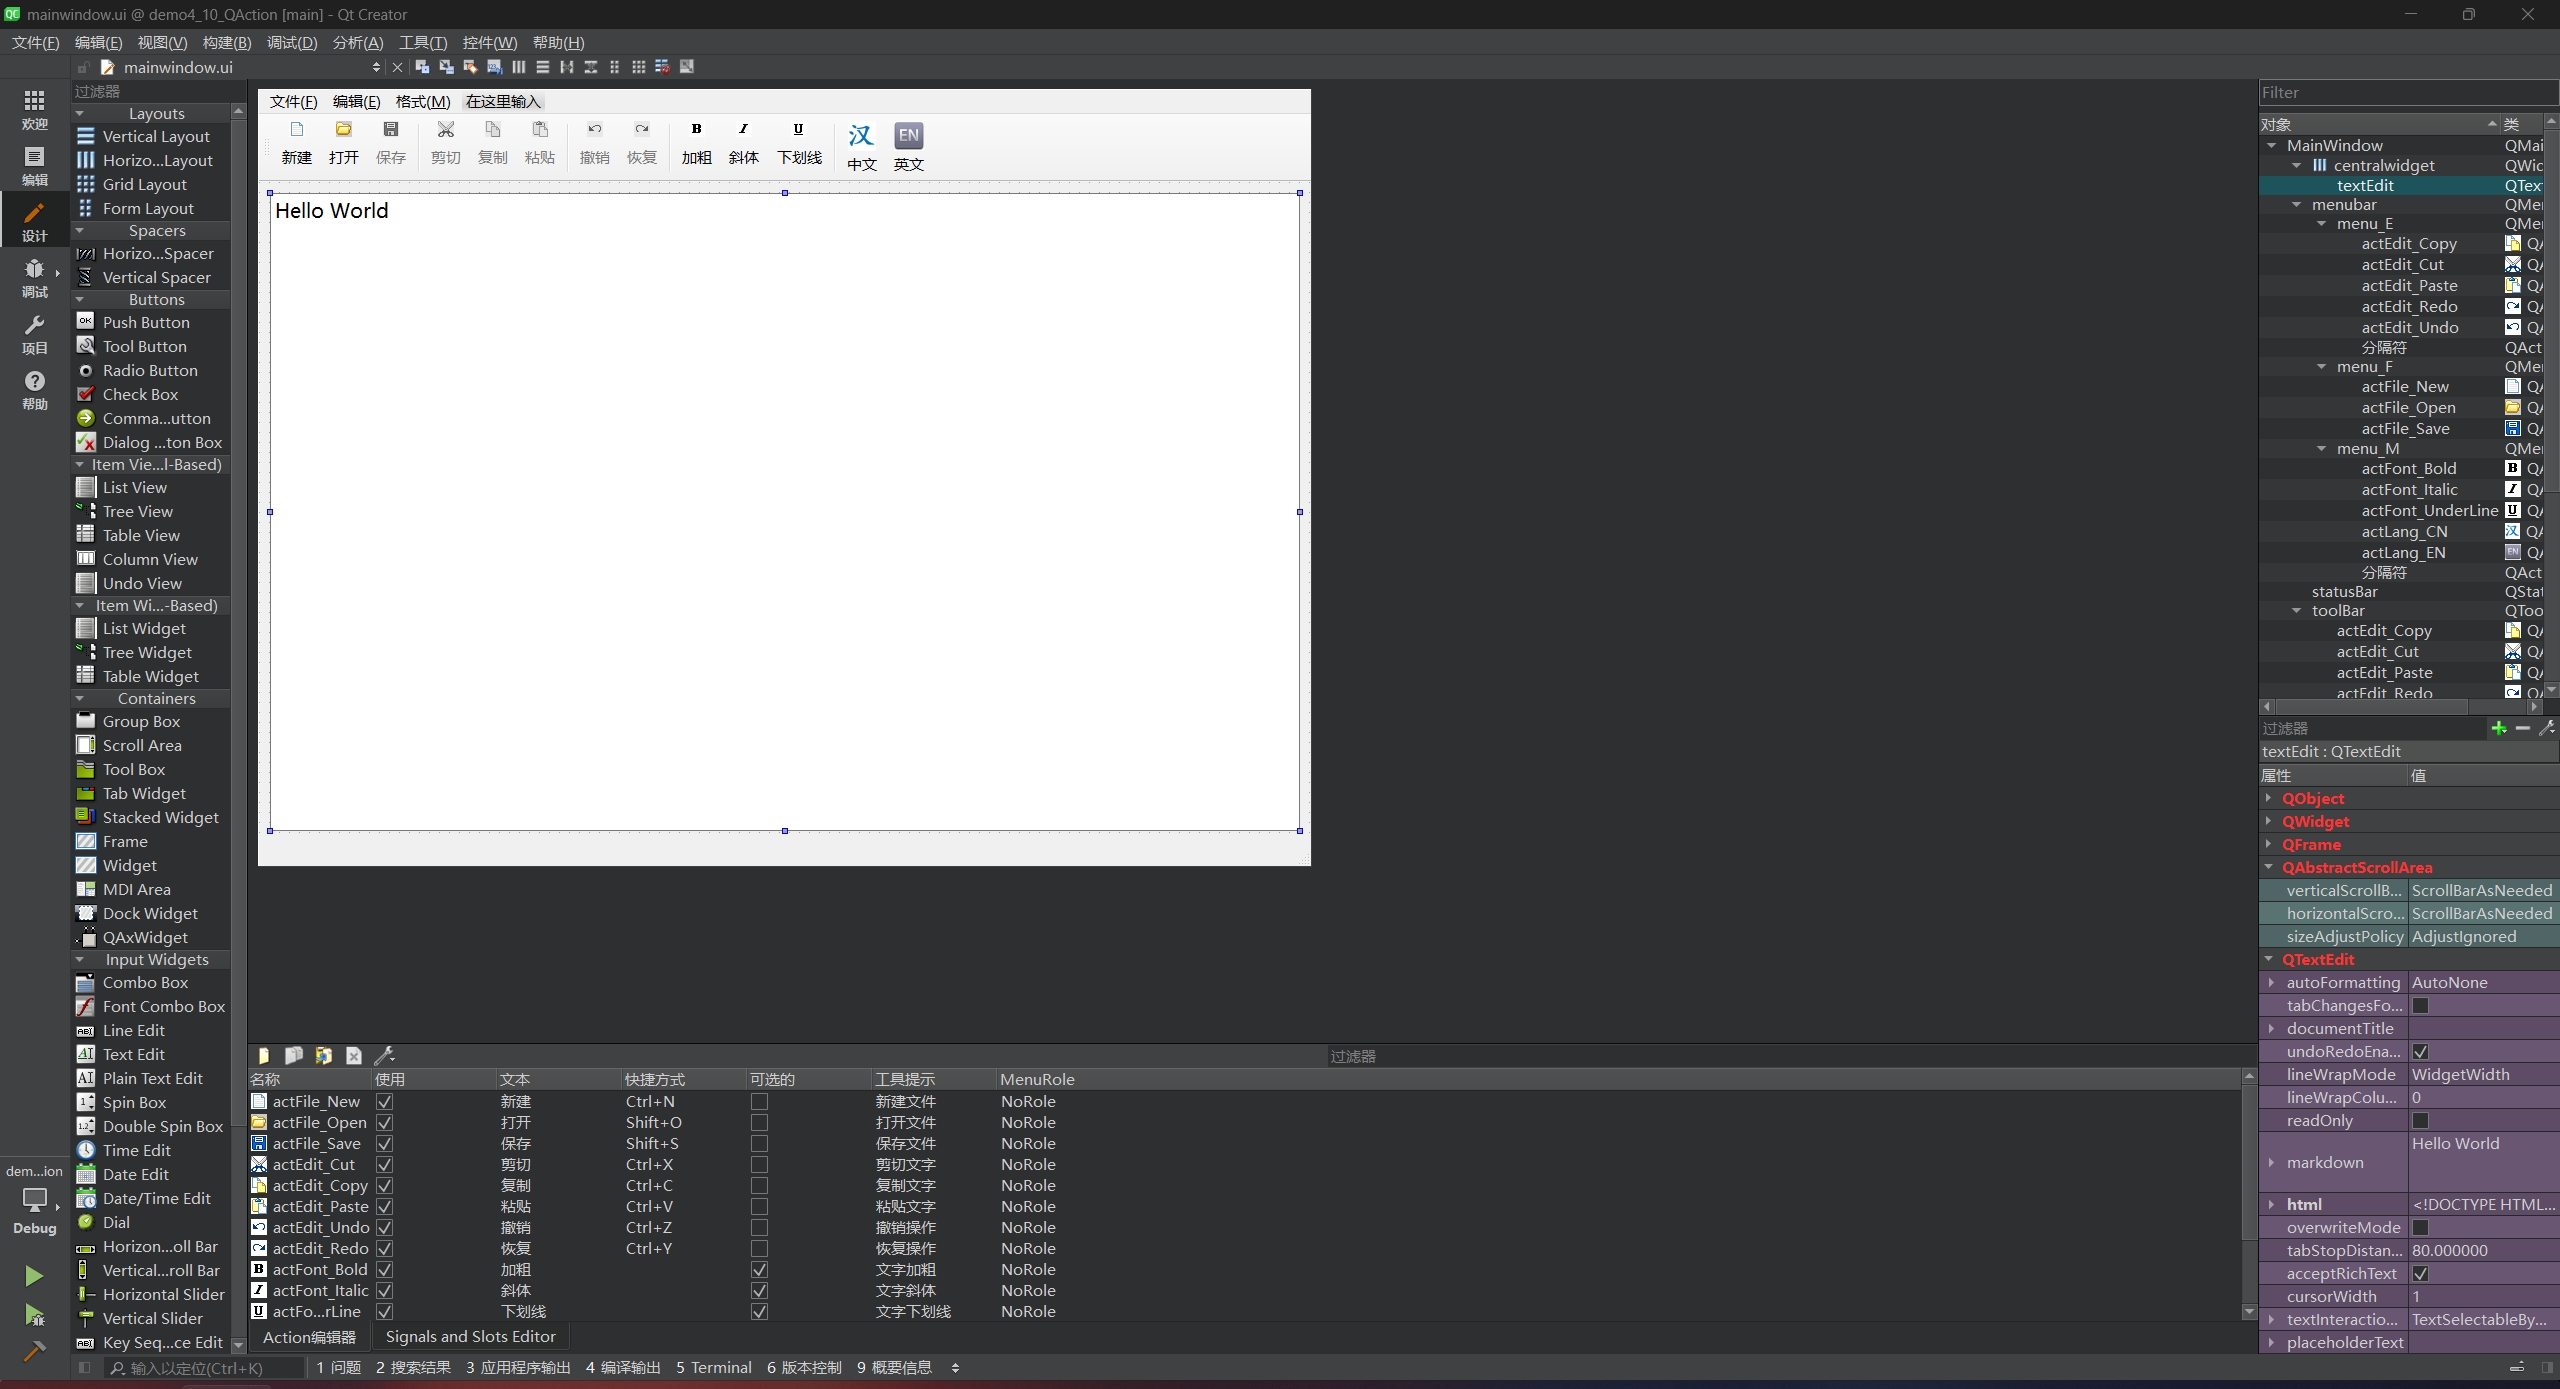 mainwindow.ui @ demo4_10_QAction [main] - Qt Creator
文件(F) 编辑(E) 视图(V) 构建(B) 调试(D) 分析(A) 工具(T) 控件(W) 帮助(H)
mainwindow.ui
欢迎
编辑
设计
调试
项目
帮助
dem...ion
Debug
过滤器
Layouts
Vertical Layout
Horizo...Layout
Grid Layout
Form Layout
Spacers
Horizo...Spacer
Vertical Spacer
Buttons
Push Button
Tool Button
Radio Button
Check Box
Comma...utton
Dialog ...ton Box
Item Vie...l-Based)
List View
Tree View
Table View
Column View
Undo View
Item Wi...-Based)
List Widget
Tree Widget
Table Widget
Containers
Group Box
Scroll Area
Tool Box
Tab Widget
Stacked Widget
Frame
Widget
MDI Area
Dock Widget
QAxWidget
Input Widgets
Combo Box
Font Combo Box
Line Edit
Text Edit
Plain Text Edit
Spin Box
Double Spin Box
Time Edit
Date Edit
Date/Time Edit
Dial
Horizon...oll Bar
Vertical...roll Bar
Horizontal Slider
Vertical Slider
Key Seq...ce Edit
文件(F) 编辑(E) 格式(M) 在这里输入
B I U 汉 EN
新建 打开 保存 剪切 复制 粘贴 撤销 恢复 加粗 斜体 下划线 中文 英文
Hello World
过滤器
名称 使用 文本 快捷方式 可选的 工具提示 MenuRole
actFile_New 新建 Ctrl+N 新建文件 NoRole
actFile_Open 打开 Shift+O 打开文件 NoRole
actFile_Save 保存 Shift+S 保存文件 NoRole
actEdit_Cut 剪切 Ctrl+X 剪切文字 NoRole
actEdit_Copy 复制 Ctrl+C 复制文字 NoRole
actEdit_Paste 粘贴 Ctrl+V 粘贴文字 NoRole
actEdit_Undo 撤销 Ctrl+Z 撤销操作 NoRole
actEdit_Redo 恢复 Ctrl+Y 恢复操作 NoRole
B actFont_Bold 加粗 文字加粗 NoRole
I actFont_Italic 斜体 文字斜体 NoRole
U actFo...rLine 下划线 文字下划线 NoRole
Action编辑器 Signals and Slots Editor
输入以定位(Ctrl+K) 1 问题 2 搜索结果 3 应用程序输出 4 编译输出 5 Terminal 6 版本控制 9 概要信息
Filter
对象 类
MainWindow QMai
centralwidget QWic
textEdit QTex
menubar QMe
menu_E QMe
actEdit_Copy QA
actEdit_Cut QA
actEdit_Paste QA
actEdit_Redo QA
actEdit_Undo QA
分隔符 QAct
menu_F QMe
actFile_New QA
actFile_Open QA
actFile_Save QA
menu_M QMe
actFont_Bold B QA
actFont_Italic I QA
actFont_UnderLine U QA
actLang_CN 汉 QA
actLang_EN EN QA
分隔符 QAct
statusBar QStat
toolBar QToo
actEdit_Copy QA
actEdit_Cut QA
actEdit_Paste QA
actEdit_Redo QA
过滤器
textEdit : QTextEdit
属性 值
QObject
QWidget
QFrame
QAbstractScrollArea
verticalScrollB... ScrollBarAsNeeded
horizontalScro... ScrollBarAsNeeded
sizeAdjustPolicy AdjustIgnored
QTextEdit
autoFormatting AutoNone
tabChangesFo...
documentTitle
undoRedoEna...
lineWrapMode WidgetWidth
lineWrapColu... 0
readOnly
markdown Hello World
html <!DOCTYPE HTML...
overwriteMode
tabStopDistan... 80.000000
acceptRichText
cursorWidth 1
textInteractio... TextSelectableBy...
placeholderText